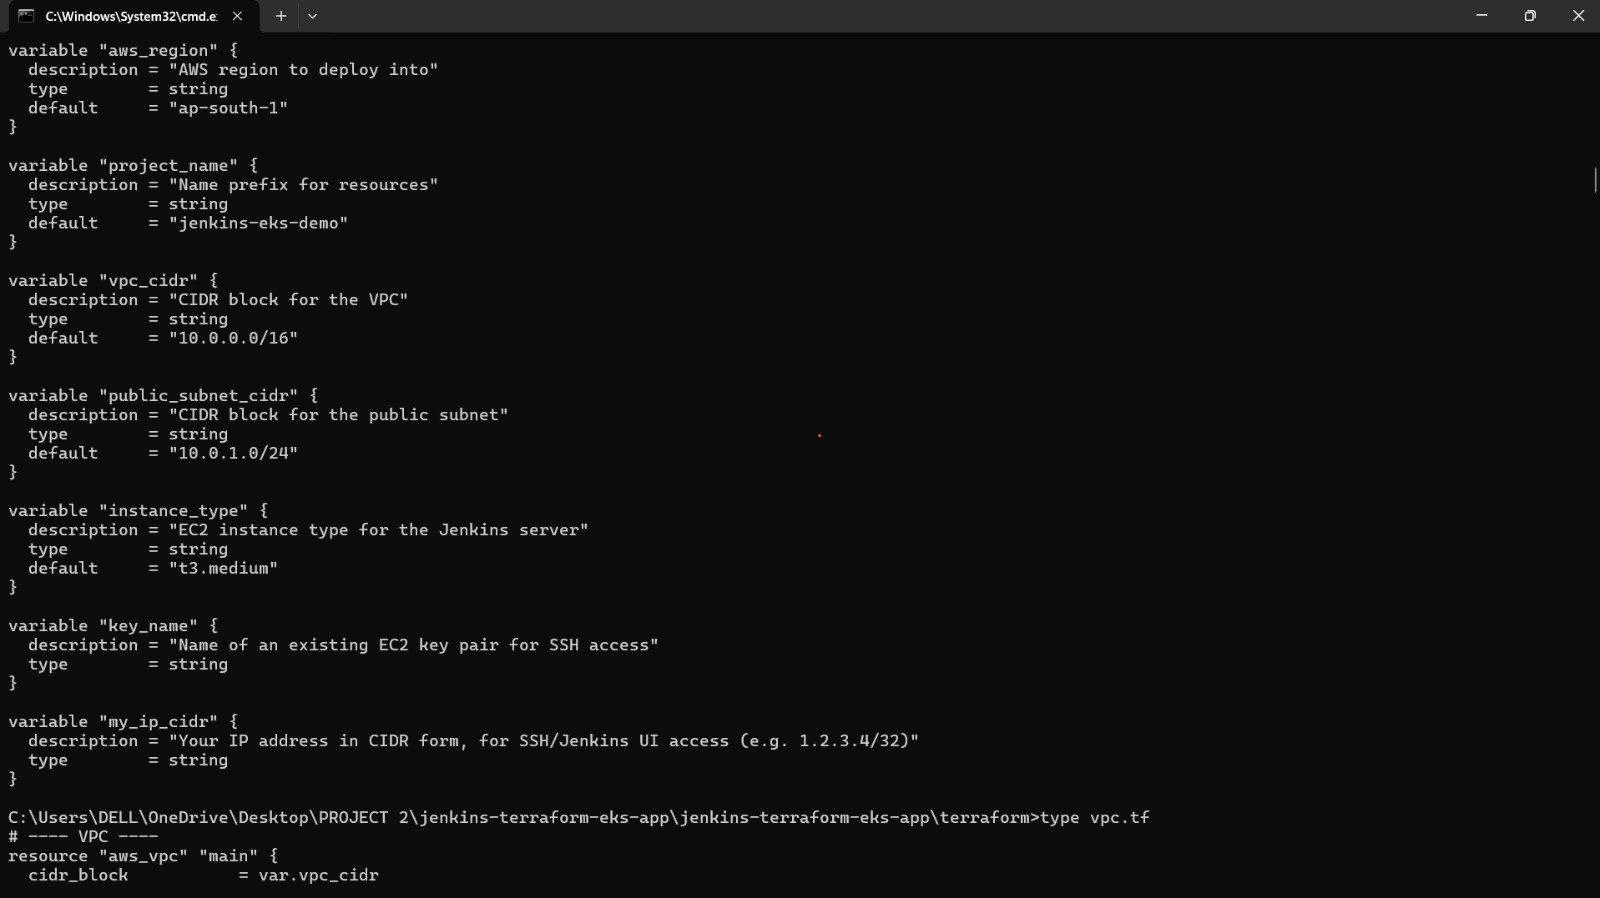 C:\Windows\System32\cmd.e
variable "aws_region" {
  description = "AWS region to deploy into"
  type        = string
  default     = "ap-south-1"
}
variable "project_name" {
  description = "Name prefix for resources"
  type        = string
  default     = "jenkins-eks-demo"
}
variable "vpc_cidr" {
  description = "CIDR block for the VPC"
  type        = string
  default     = "10.0.0.0/16"
}
variable "public_subnet_cidr" {
  description = "CIDR block for the public subnet"
  type        = string
  default     = "10.0.1.0/24"
}
variable "instance_type" {
  description = "EC2 instance type for the Jenkins server"
  type        = string
  default     = "t3.medium"
}
variable "key_name" {
  description = "Name of an existing EC2 key pair for SSH access"
  type        = string
}
variable "my_ip_cidr" {
  description = "Your IP address in CIDR form, for SSH/Jenkins UI access (e.g. 1.2.3.4/32)"
  type        = string
}
C:\Users\DELL\OneDrive\Desktop\PROJECT 2\jenkins-terraform-eks-app\jenkins-terraform-eks-app\terraform>type vpc.tf
# ---- VPC ----
resource "aws_vpc" "main" {
  cidr_block           = var.vpc_cidr